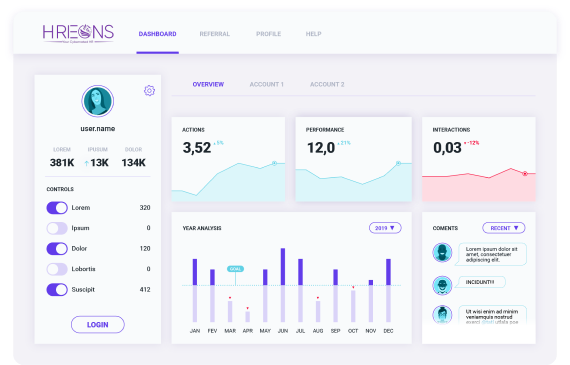 HREONS
DASHBOARD REFERRAL PROFILE HELP
user.name
LOREM IPUSUM DOLOR
381K ↑13K 134K
CONTROLS
Lorem 320
Ipsum 0
Dolor 120
Lobortis 0
Suscipit 412
LOGIN
OVERVIEW ACCOUNT 1 ACCOUNT 2
ACTIONS
3,52 ▲5%
PERFORMANCE
12,0 ▲21%
INTERACTIONS
0,03 ▼-12%
YEAR ANALYSIS 2019 ▼
GOAL
JAN FEV MAR APR MAY JUN JUL AUG SEP OCT NOV DEC
COMENTS RECENT ▼
Lorem ipsum dolor sit
amet, consectetuer
adipiscing elit.
INCIDUNT!!!
Ut wisi enim ad minim
veniamquis nostrud